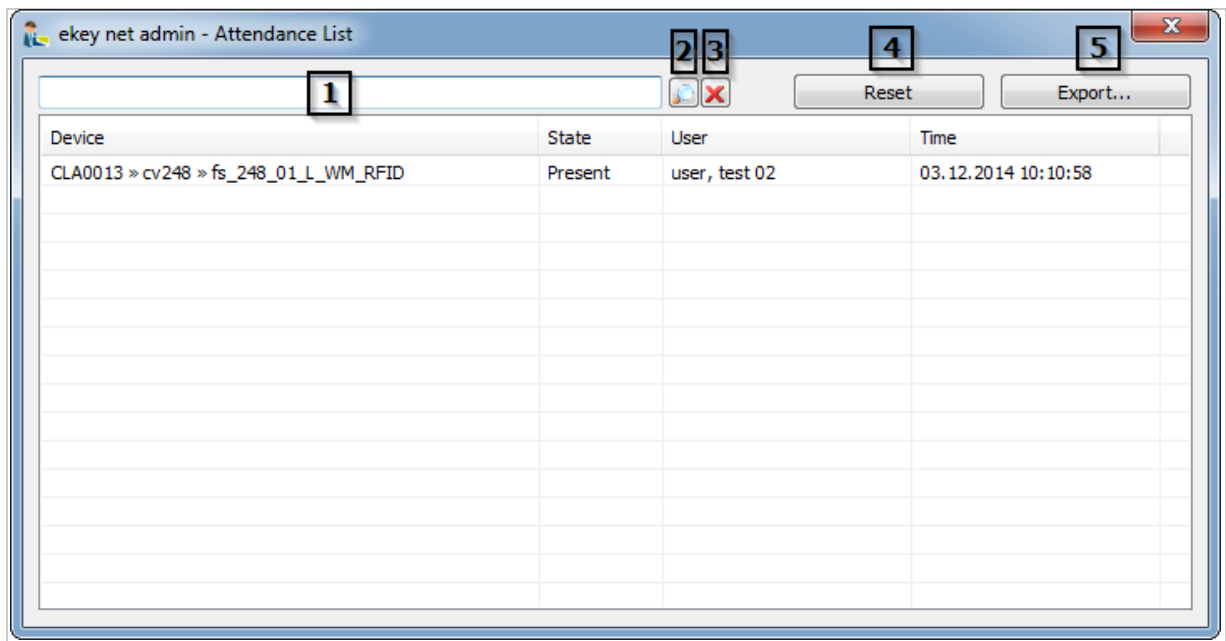 ekey net admin - Attendance List
2 3 4 5
1 Reset Export...
Device State User Time
CLA0013 » cv248 » fs_248_01_L_WM_RFID Present user, test 02 03.12.2014 10:10:58